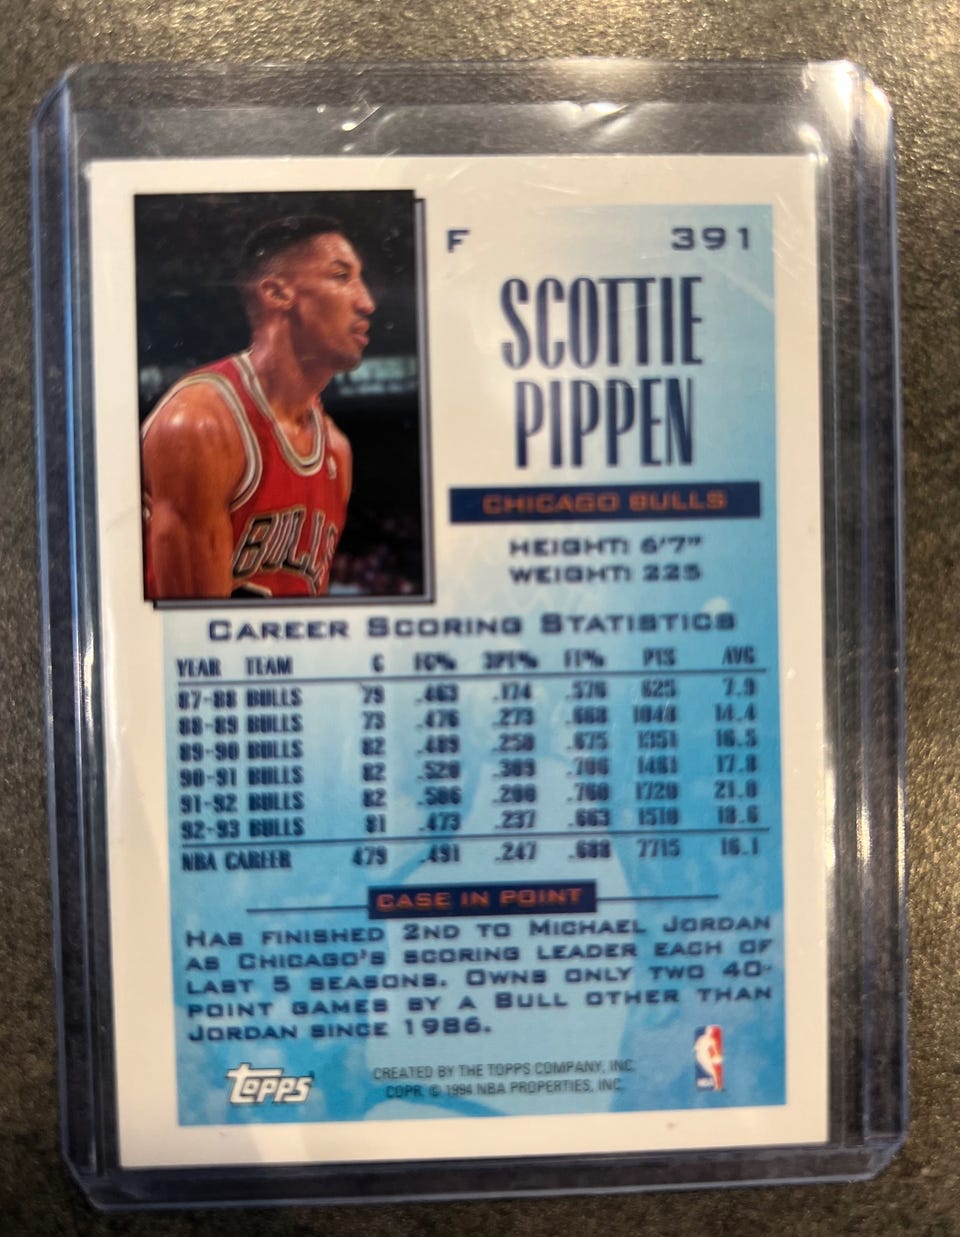 F 391
SCOTTIE
PIPPEN
CHICAGO BULLS
HEIGHT: 6'7"
WEIGHT: 225
BULLS
CAREER SCORING STATISTICS
YEAR TEAM G FG% 3PT% FT% PTS AVG
87-88 BULLS 79 .463 .174 .576 625 7.9
88-89 BULLS 73 .476 .273 .668 1048 14.4
89-90 BULLS 82 .489 .250 .675 1351 16.5
90-91 BULLS 82 .520 .309 .706 1461 17.8
91-92 BULLS 82 .506 .200 .760 1720 21.0
92-93 BULLS 81 .473 .237 .663 1510 18.6
NBA CAREER 479 .491 .247 .688 7715 16.1
CASE IN POINT
HAS FINISHED 2ND TO MICHAEL JORDAN
AS CHICAGO'S SCORING LEADER EACH OF
LAST 5 SEASONS. OWNS ONLY TWO 40-
POINT GAMES BY A BULL OTHER THAN
JORDAN SINCE 1986.
TOPPS
CREATED BY THE TOPPS COMPANY, INC.
COPR. © 1994 NBA PROPERTIES, INC.
NBA